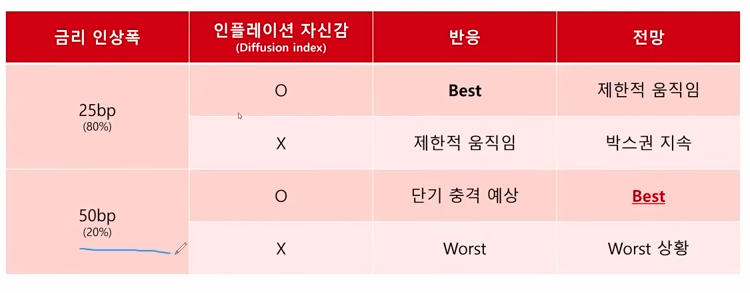 금리 인상폭 인플레이션 자신감 반응 전망
(Diffusion index)
25bp
(80%)
O Best 제한적 움직임
X 제한적 움직임 박스권 지속
50bp
(20%)
O 단기 충격 예상 Best
X Worst Worst 상황